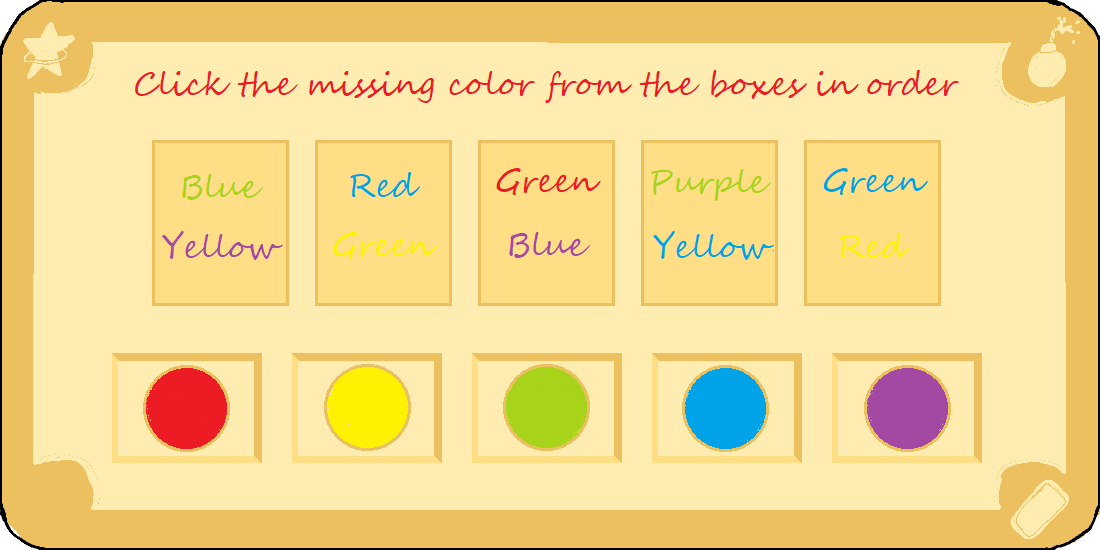 Click the missing color from the boxes in order
Blue
Yellow
Red
Green
Green
Blue
Purple
Yellow
Green
Red